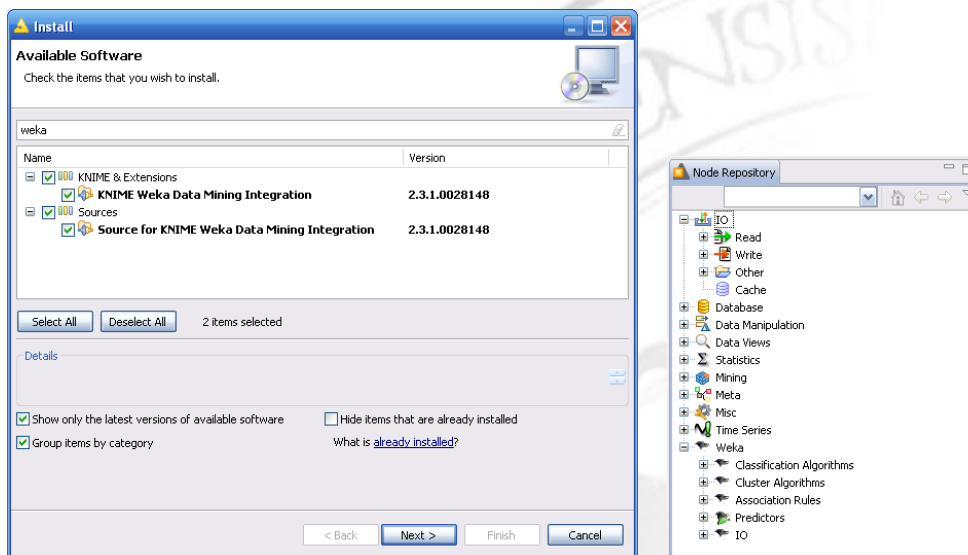 Install
Available Software
Check the items that you wish to install.
weka
Name Version
KNIME & Extensions
KNIME Weka Data Mining Integration 2.3.1.0028148
Sources
Source for KNIME Weka Data Mining Integration 2.3.1.0028148
Select All Deselect All 2 items selected
Details
Show only the latest versions of available software Hide items that are already installed
Group items by category What is already installed?
< Back Next > Finish Cancel
Node Repository
IO
Read
Write
Other
Cache
Database
Data Manipulation
Data Views
Statistics
Mining
Meta
Misc
Time Series
Weka
Classification Algorithms
Cluster Algorithms
Association Rules
Predictors
IO